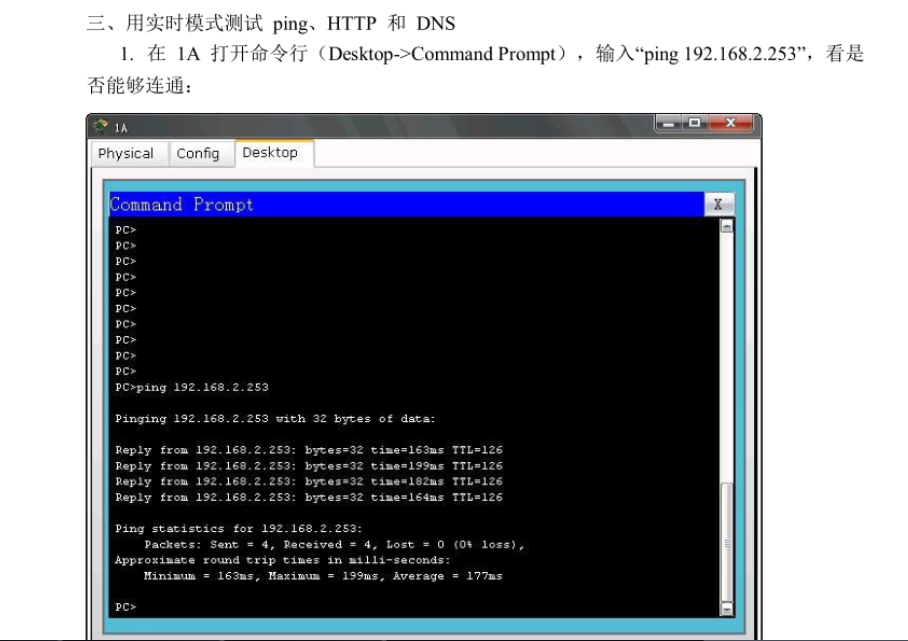 三、用实时模式测试 ping、HTTP 和 DNS
1. 在 1A 打开命令行（Desktop->Command Prompt），输入“ping 192.168.2.253”，看是
否能够连通：
1A
Physical Config Desktop
Command Prompt X
PC>
PC>
PC>
PC>
PC>
PC>
PC>
PC>
PC>
PC>
PC>ping 192.168.2.253
Pinging 192.168.2.253 with 32 bytes of data:
Reply from 192.168.2.253: bytes=32 time=163ms TTL=126
Reply from 192.168.2.253: bytes=32 time=199ms TTL=126
Reply from 192.168.2.253: bytes=32 time=182ms TTL=126
Reply from 192.168.2.253: bytes=32 time=164ms TTL=126
Ping statistics for 192.168.2.253:
Packets: Sent = 4, Received = 4, Lost = 0 (0% loss),
Approximate round trip times in milli-seconds:
Minimum = 163ms, Maximum = 199ms, Average = 177ms
PC>